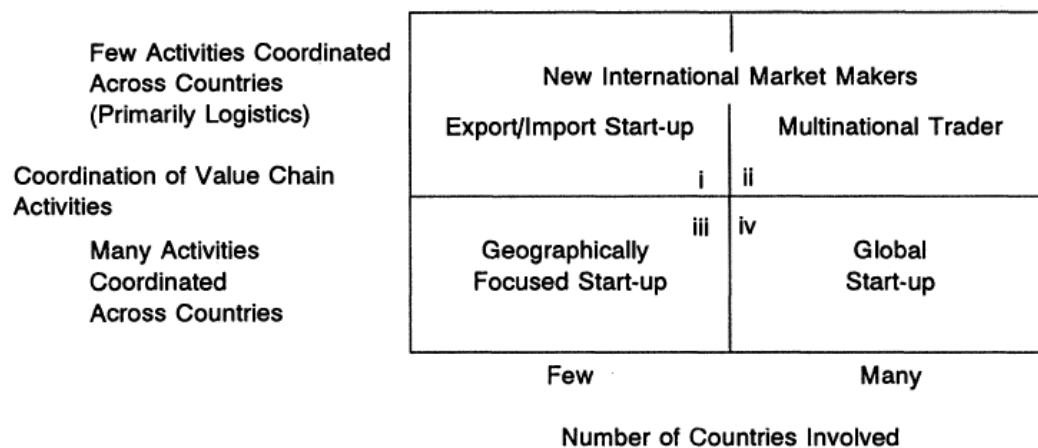 Few Activities Coordinated
Across Countries
(Primarily Logistics)
New International Market Makers
Export/Import Start-up
Multinational Trader
i
ii
Coordination of Value Chain
Activities
iii
iv
Many Activities
Coordinated
Across Countries
Geographically
Focused Start-up
Global
Start-up
Few
Many
Number of Countries Involved